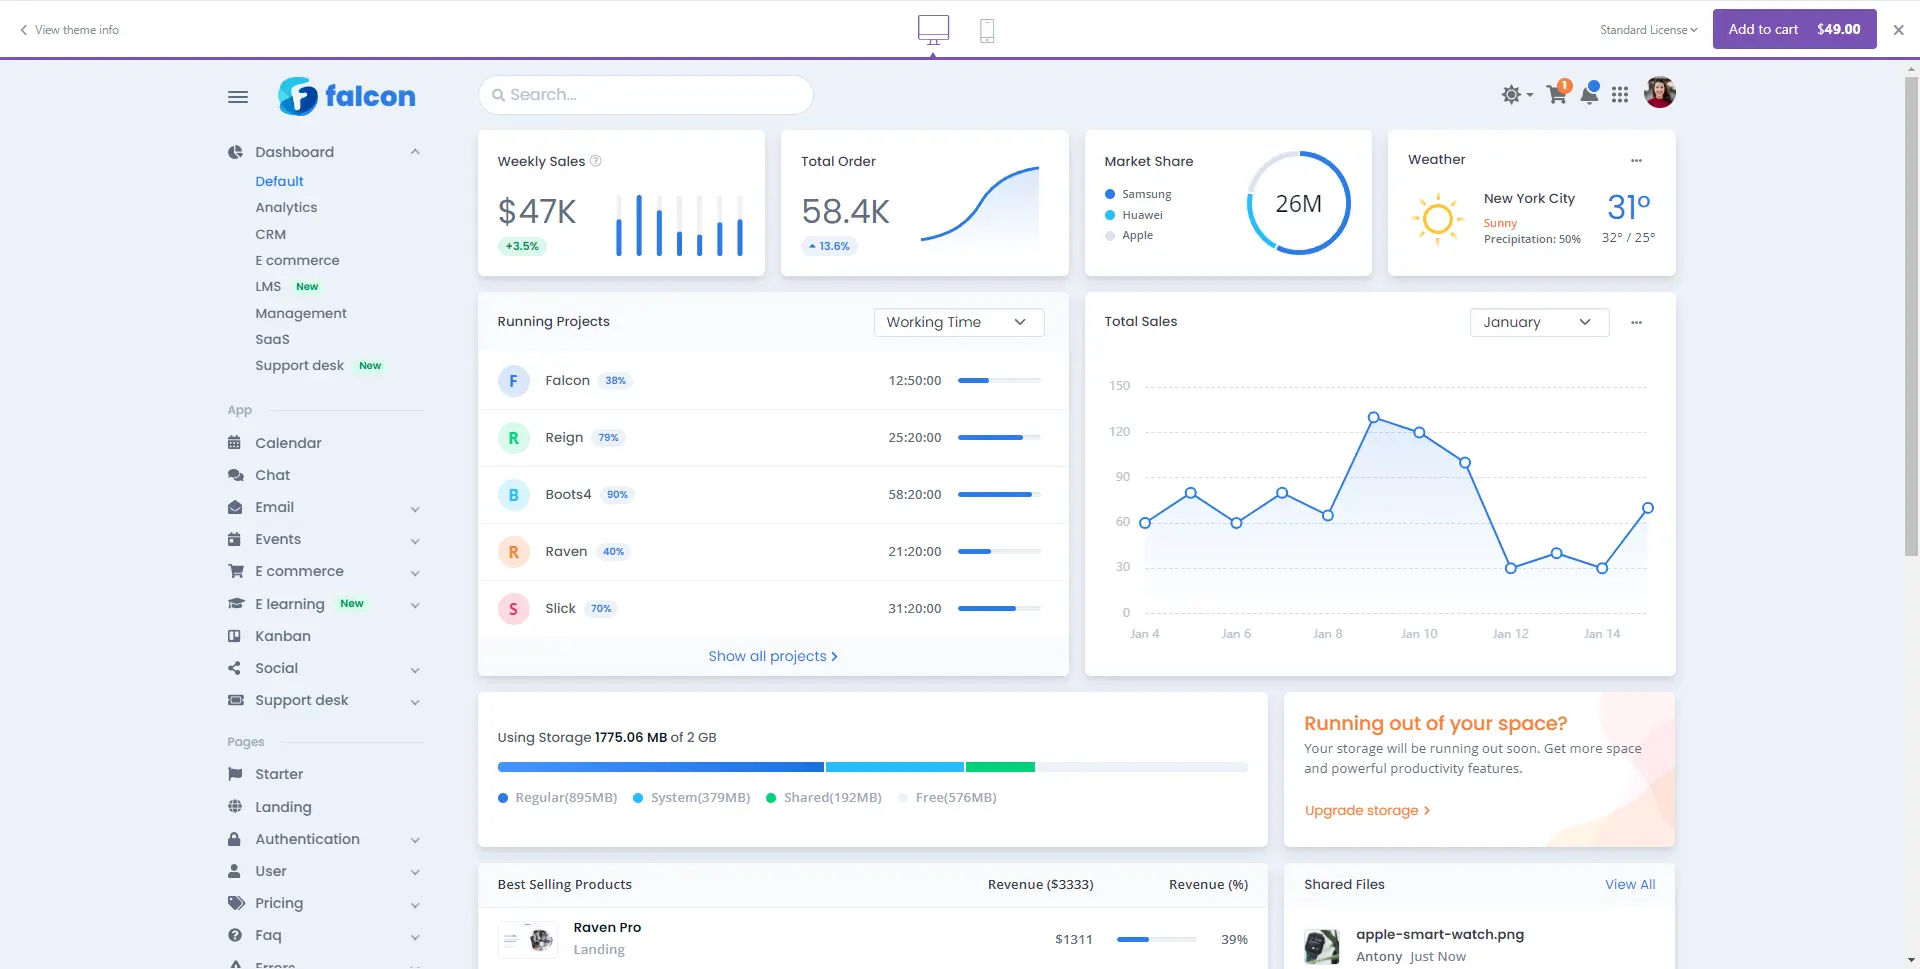 View theme info
Standard License
Add to cart $49.00
falcon
Search...
1
Dashboard
Default
Analytics
CRM
E commerce
LMS New
Management
SaaS
Support desk New
App
Calendar
Chat
Email
Events
E commerce
E learning New
Kanban
Social
Support desk
Pages
Starter
Landing
Authentication
User
Pricing
Faq
Errors
Weekly Sales
$47K
+3.5%
Total Order
58.4K
13.6%
Market Share
Samsung
Huawei
Apple
26M
Weather
New York City
Sunny
Precipitation: 50%
31°
32° / 25°
Running Projects
Working Time
F Falcon 38% 12:50:00
R Reign 79% 25:20:00
B Boots4 90% 58:20:00
R Raven 40% 21:20:00
S Slick 70% 31:20:00
Show all projects
Total Sales
January
150
120
90
60
30
0
Jan 4 Jan 6 Jan 8 Jan 10 Jan 12 Jan 14
Using Storage 1775.06 MB of 2 GB
Regular(895MB) System(379MB) Shared(192MB) Free(576MB)
Running out of your space?
Your storage will be running out soon. Get more space
and powerful productivity features.
Upgrade storage
Best Selling Products Revenue ($3333) Revenue (%)
Raven Pro
Landing
$1311 39%
Shared Files View All
apple-smart-watch.png
Antony Just Now